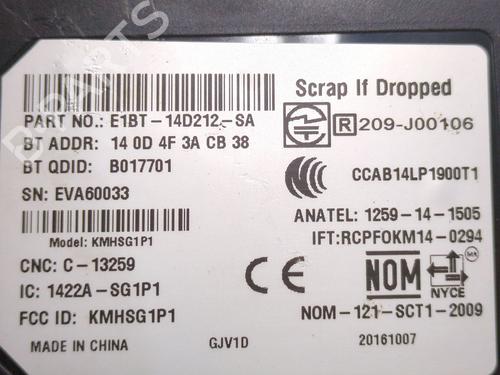 Scrap If Dropped
PART NO.: E1BT-14D212-SA
R 209-J00106
BT ADDR: 14 0D 4F 3A CB 38
BT QDID: B017701
CCAB14LP1900T1
SN: EVA60033
ANATEL: 1259-14-1505
Model: KMHSG1P1
IFT:RCPFOKM14-0294
CNC: C-13259
IC: 1422A-SG1P1
CE
NOM
NYCE
FCC ID: KMHSG1P1
NOM-121-SCT1-2009
MADE IN CHINA
GJV1D
20161007